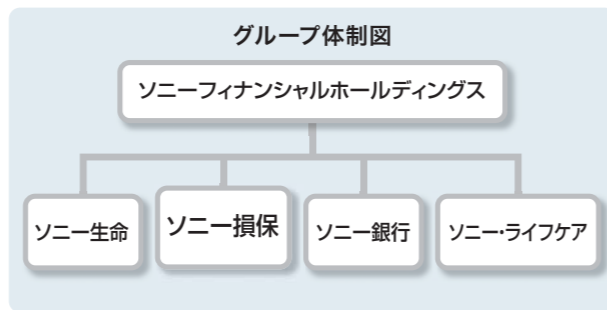 グループ体制図
ソニーフィナンシャルホールディングス
ソニー生命
ソニー損保
ソニー銀行
ソニー・ライフケア